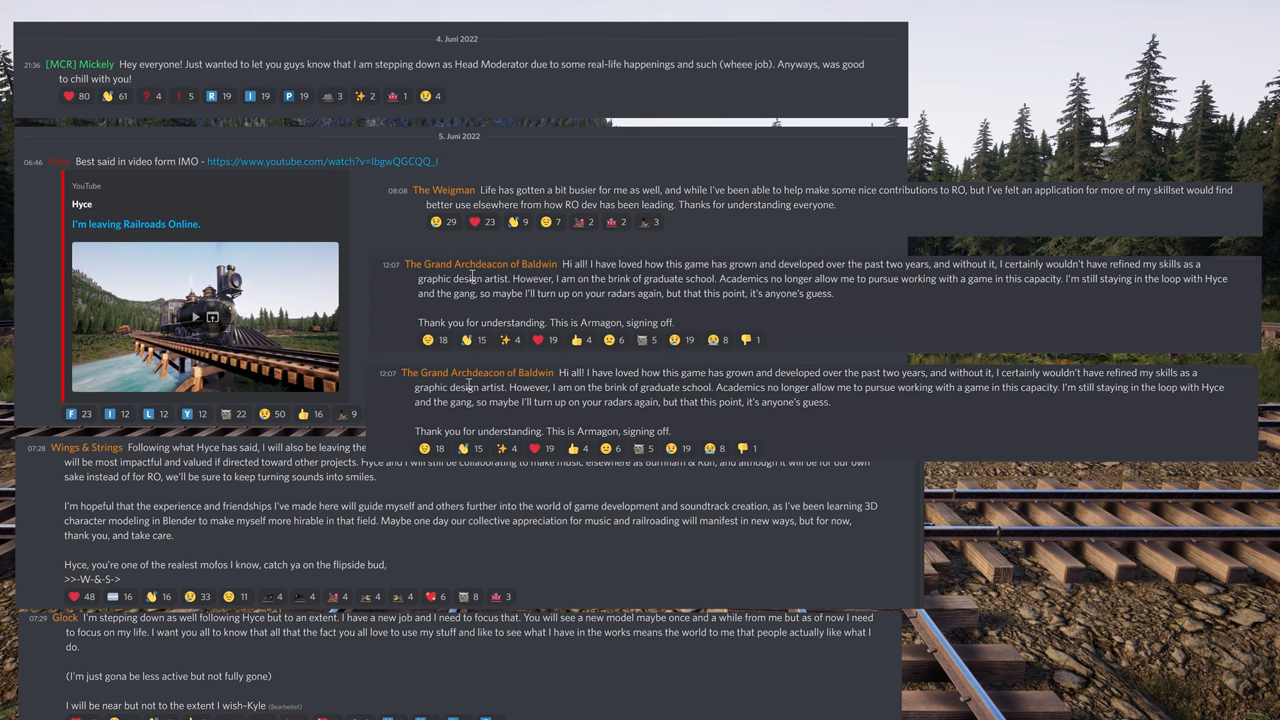 4. Juni 2022
21:36 [MCR] Mickely Hey everyone! Just wanted to let you guys know that I am stepping down as Head Moderator due to some real-life happenings and such (wheee job). Anyways, was good
to chill with you!
80 61 4 5 R 19 I 19 P 19 3 2 1 4
5. Juni 2022
06:46 Hyce Best said in video form IMO - https://www.youtube.com/watch?v=IbgwQGCQQ_I
YouTube
Hyce
I'm leaving Railroads Online.
F 23 I 12 L 12 Y 12 22 50 16 9
08:08 The Weigman Life has gotten a bit busier for me as well, and while I've been able to help make some nice contributions to RO, but I've felt an application for more of my skillset would find
better use elsewhere from how RO dev has been leading. Thanks for understanding everyone.
29 23 9 7 2 2 3
12:07 The Grand Archdeacon of Baldwin Hi all! I have loved how this game has grown and developed over the past two years, and without it, I certainly wouldn't have refined my skills as a
graphic design artist. However, I am on the brink of graduate school. Academics no longer allow me to pursue working with a game in this capacity. I'm still staying in the loop with Hyce
and the gang, so maybe I'll turn up on your radars again, but that this point, it's anyone's guess.
Thank you for understanding. This is Armagon, signing off.
18 15 4 19 4 6 5 19 8 1
12:07 The Grand Archdeacon of Baldwin Hi all! I have loved how this game has grown and developed over the past two years, and without it, I certainly wouldn't have refined my skills as a
graphic design artist. However, I am on the brink of graduate school. Academics no longer allow me to pursue working with a game in this capacity. I'm still staying in the loop with Hyce
and the gang, so maybe I'll turn up on your radars again, but that this point, it's anyone's guess.
Thank you for understanding. This is Armagon, signing off.
18 15 4 19 4 6 5 19 8 1
07:28 Wings & Strings Following what Hyce has said, I will also be leaving the
will be most impactful and valued if directed toward other projects. Hyce and I will still be collaborating to make music elsewhere as Burnham & Run, and although it will be for our own
sake instead of for RO, we'll be sure to keep turning sounds into smiles.
I'm hopeful that the experience and friendships I've made here will guide myself and others further into the world of game development and soundtrack creation, as I've been learning 3D
character modeling in Blender to make myself more hirable in that field. Maybe one day our collective appreciation for music and railroading will manifest in new ways, but for now,
thank you, and take care.
Hyce, you're one of the realest mofos I know, catch ya on the flipside bud,
>>-W-&-S->
48 16 16 33 11 4 4 4 4 4 6 8 3
07:29 Glock I'm stepping down as well following Hyce but to an extent. I have a new job and I need to focus that. You will see a new model maybe once and a while from me but as of now I need
to focus on my life. I want you all to know that all that the fact you all love to use my stuff and like to see what I have in the works means the world to me that people actually like what I
do.
(I'm just gona be less active but not fully gone)
I will be near but not to the extent I wish-Kyle (Bearbeitet)